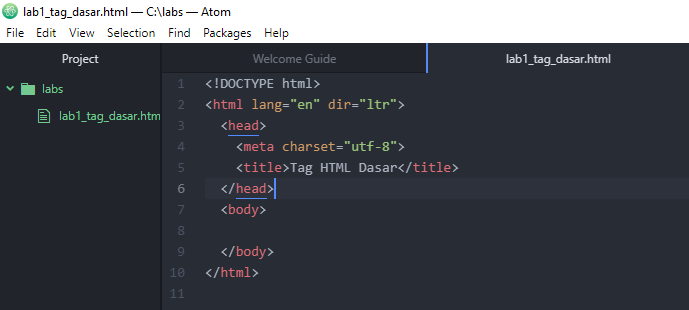 lab1_tag_dasar.html — C:\labs — Atom
File Edit View Selection Find Packages Help
Project
Welcome Guide
lab1_tag_dasar.html
labs
lab1_tag_dasar.htm
1 <!DOCTYPE html>
2 <html lang="en" dir="ltr">
3 <head>
4 <meta charset="utf-8">
5 <title>Tag HTML Dasar</title>
6 </head>
7 <body>
8
9 </body>
10 </html>
11